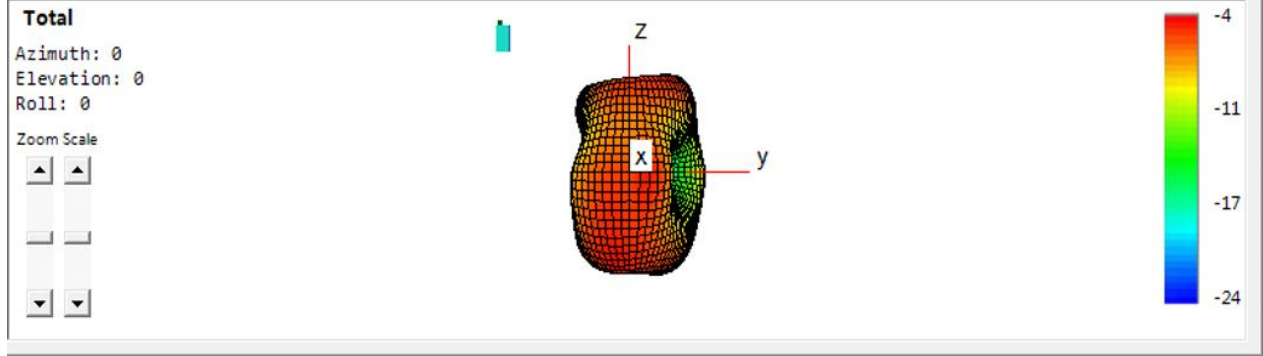 Total
Azimuth: 0
Elevation: 0
Roll: 0
Zoom Scale
Z
x
y
-4
-11
-17
-24